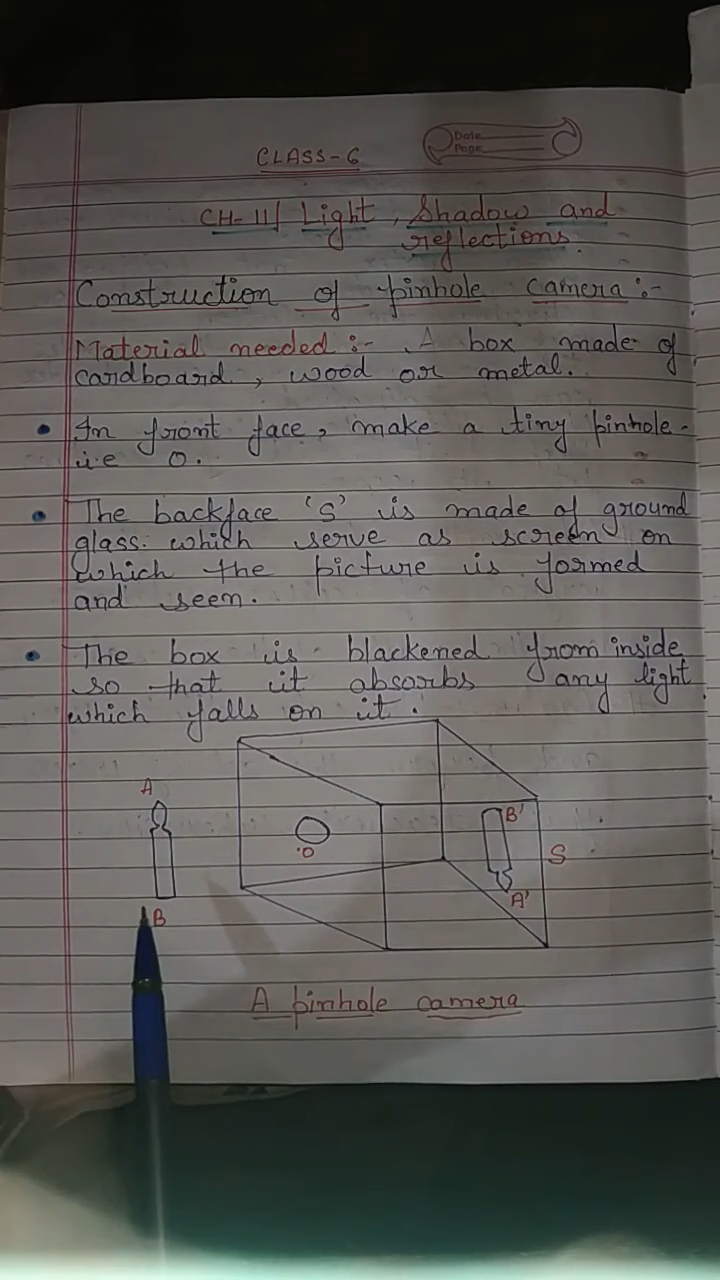 Date
Page
CLASS-6
CH-11/ Light, Shadow and
reflections.
Construction of pinhole camera:-
Material needed:- A box made of
cardboard, wood or metal.
• In front face, make a tiny pinhole-
i.e O.
• The backface 'S' is made of ground
glass. which serve as screen on
which the picture is formed
and seen.
• The box is blackened from inside
so that it absorbs any light
which falls on it.
A
B'
O
S
A'
B
A pinhole camera